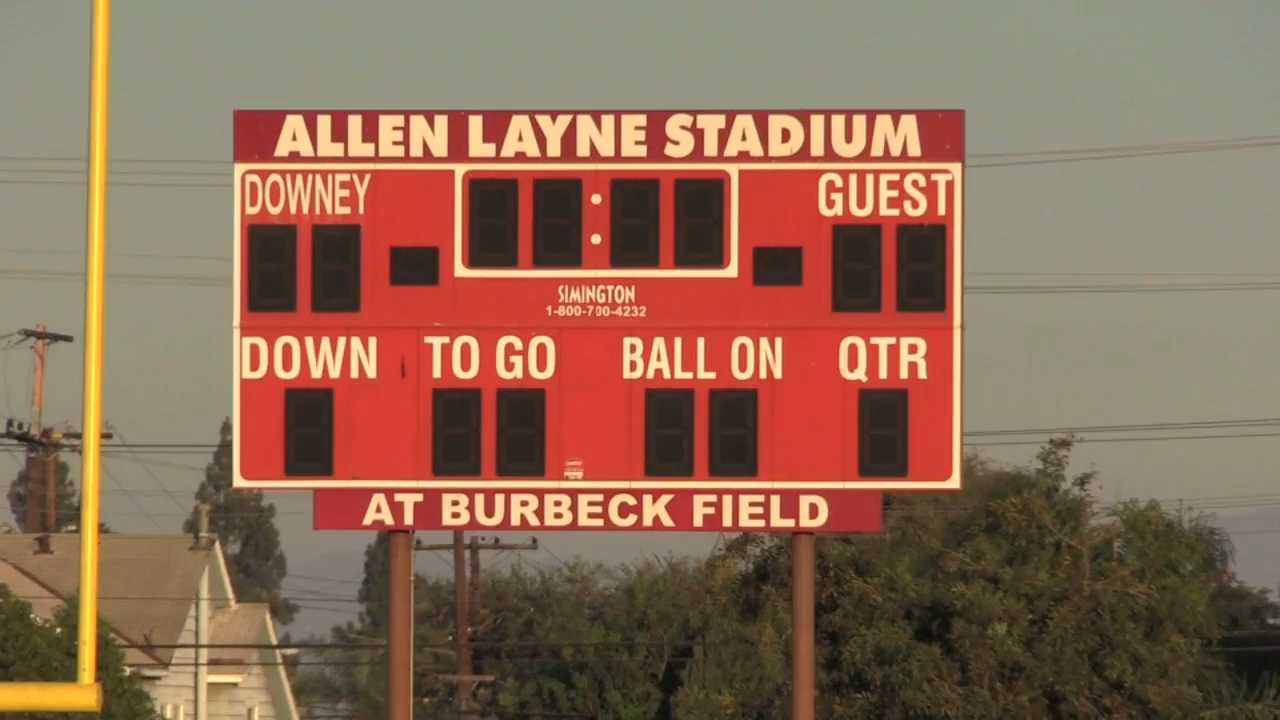 ALLEN LAYNE STADIUM
DOWNEY
GUEST
SIMINGTON
1-800-700-4232
DOWN TO GO BALL ON QTR
AT BURBECK FIELD